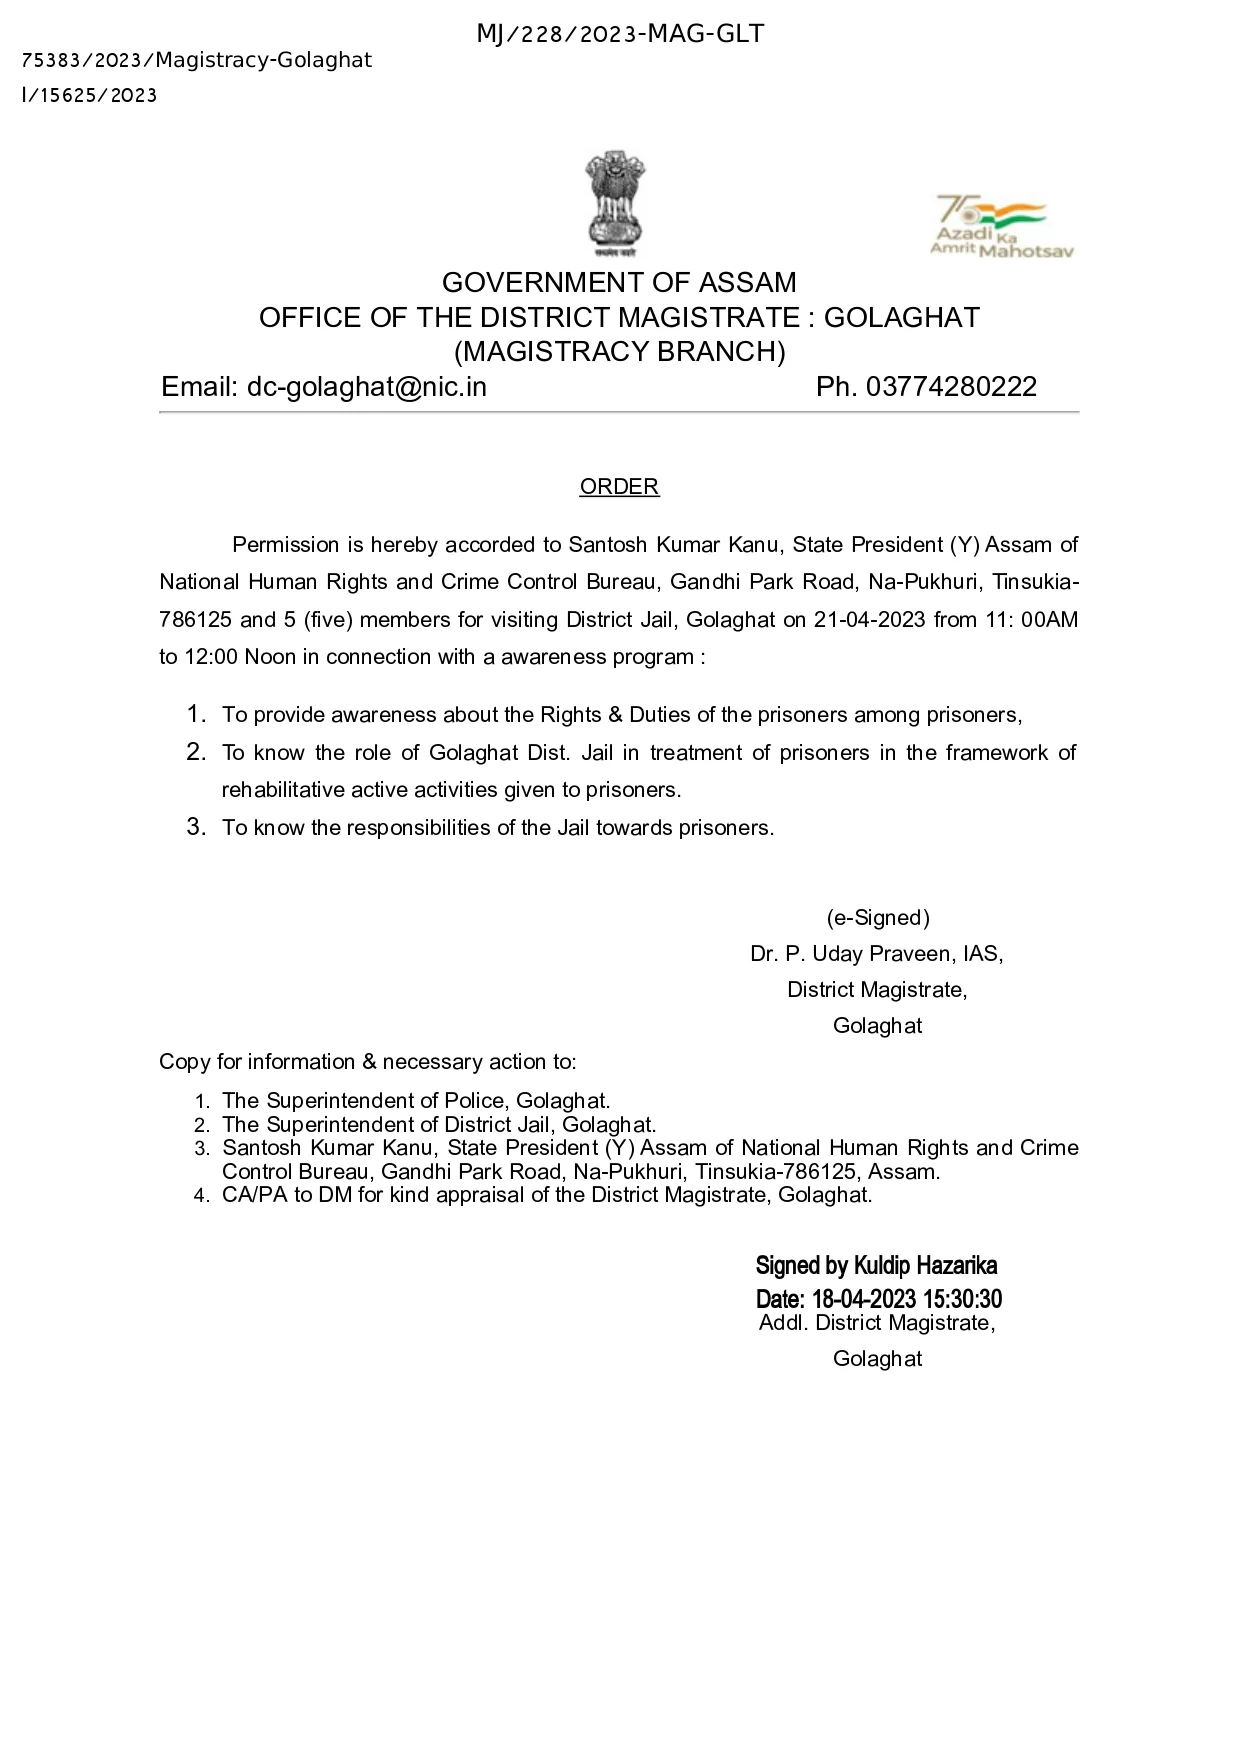 MJ/228/2023-MAG-GLT
75383/2023/Magistracy-Golaghat
I/15625/2023
75
Azadi Ka
Amrit Mahotsav
GOVERNMENT OF ASSAM
OFFICE OF THE DISTRICT MAGISTRATE : GOLAGHAT
(MAGISTRACY BRANCH)
Email: dc-golaghat@nic.in Ph. 03774280222
ORDER
Permission is hereby accorded to Santosh Kumar Kanu, State President (Y) Assam of
National Human Rights and Crime Control Bureau, Gandhi Park Road, Na-Pukhuri, Tinsukia-
786125 and 5 (five) members for visiting District Jail, Golaghat on 21-04-2023 from 11: 00AM
to 12:00 Noon in connection with a awareness program :
1. To provide awareness about the Rights & Duties of the prisoners among prisoners,
2. To know the role of Golaghat Dist. Jail in treatment of prisoners in the framework of
rehabilitative active activities given to prisoners.
3. To know the responsibilities of the Jail towards prisoners.
(e-Signed)
Dr. P. Uday Praveen, IAS,
District Magistrate,
Golaghat
Copy for information & necessary action to:
1. The Superintendent of Police, Golaghat.
2. The Superintendent of District Jail, Golaghat.
3. Santosh Kumar Kanu, State President (Y) Assam of National Human Rights and Crime
Control Bureau, Gandhi Park Road, Na-Pukhuri, Tinsukia-786125, Assam.
4. CA/PA to DM for kind appraisal of the District Magistrate, Golaghat.
Signed by Kuldip Hazarika
Date: 18-04-2023 15:30:30
Addl. District Magistrate,
Golaghat